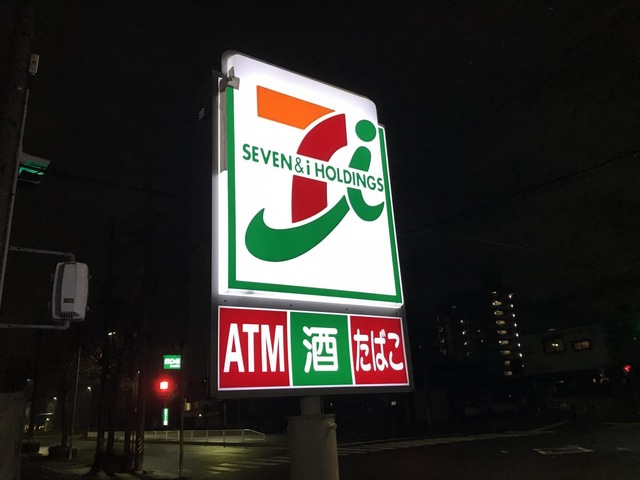 SEVEN&i HOLDINGS
ATM 酒 たばこ